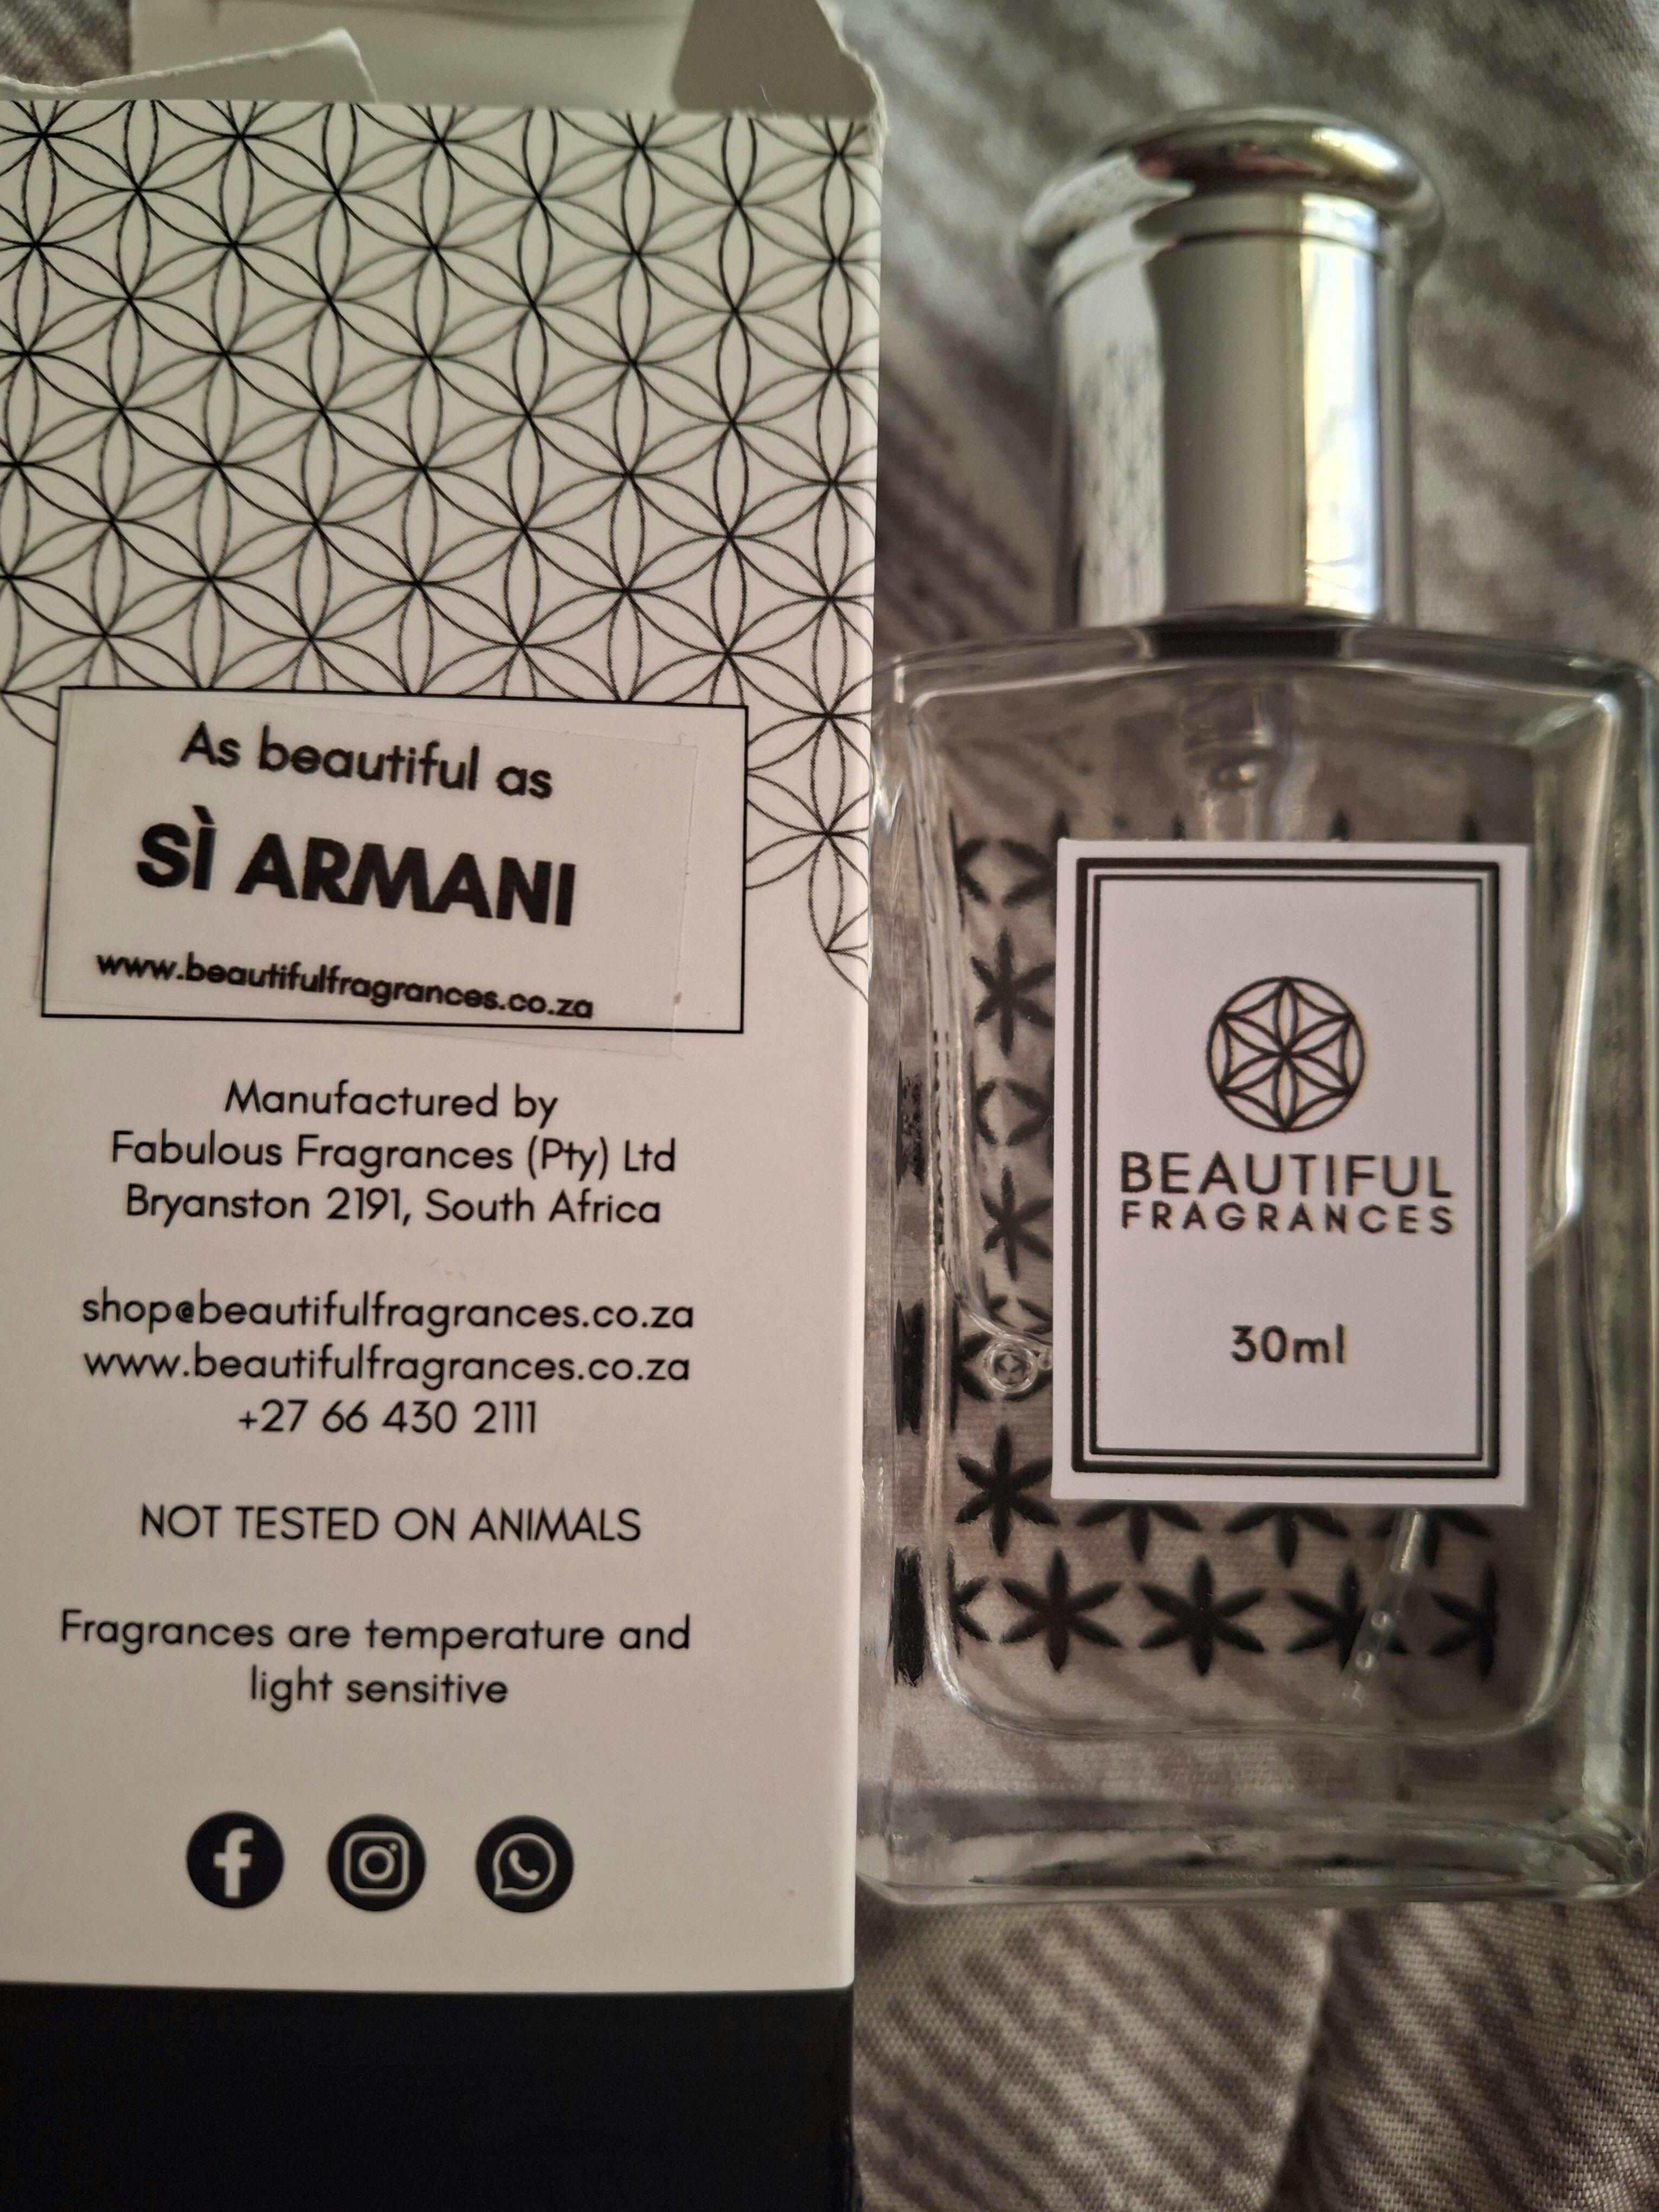 As beautiful as
SÌ ARMANI
www.beautifulfragrances.co.za
Manufactured by
Fabulous Fragrances (Pty) Ltd
Bryanston 2191, South Africa
shop@beautifulfragrances.co.za
www.beautifulfragrances.co.za
+27 66 430 2111
NOT TESTED ON ANIMALS
Fragrances are temperature and
light sensitive
BEAUTIFUL
FRAGRANCES
30ml